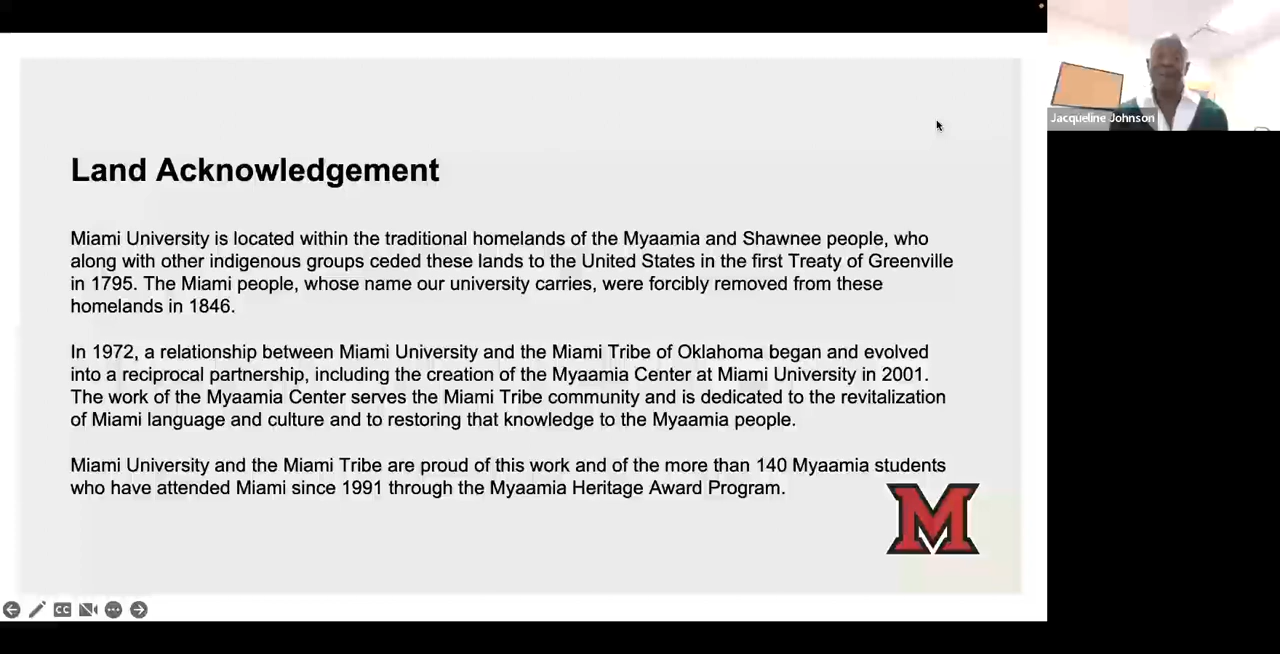 Land Acknowledgement
Miami University is located within the traditional homelands of the Myaamia and Shawnee people, who
along with other indigenous groups ceded these lands to the United States in the first Treaty of Greenville
in 1795. The Miami people, whose name our university carries, were forcibly removed from these
homelands in 1846.
In 1972, a relationship between Miami University and the Miami Tribe of Oklahoma began and evolved
into a reciprocal partnership, including the creation of the Myaamia Center at Miami University in 2001.
The work of the Myaamia Center serves the Miami Tribe community and is dedicated to the revitalization
of Miami language and culture and to restoring that knowledge to the Myaamia people.
Miami University and the Miami Tribe are proud of this work and of the more than 140 Myaamia students
who have attended Miami since 1991 through the Myaamia Heritage Award Program.
M
CC
Jacqueline Johnson